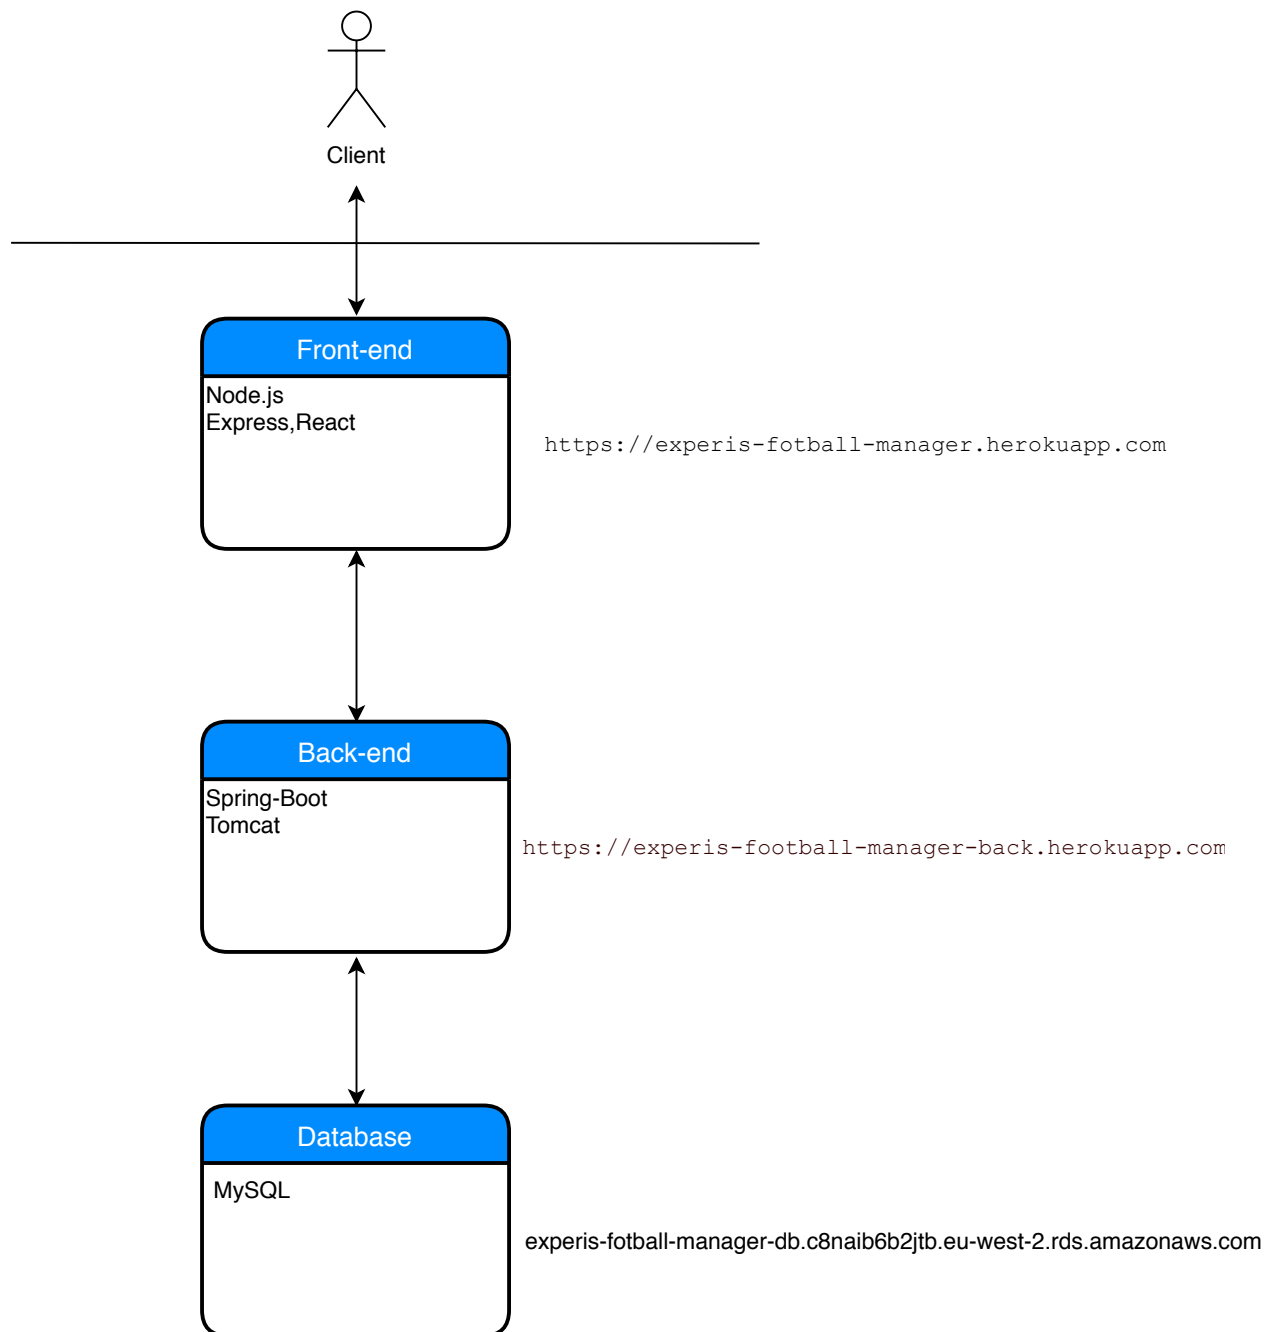 Client
Front-end
Node.js
Express,React
https://experis-fotball-manager.herokuapp.com
Back-end
Spring-Boot
Tomcat
https://experis-football-manager-back.herokuapp.com
Database
MySQL
experis-fotball-manager-db.c8naib6b2jtb.eu-west-2.rds.amazonaws.com